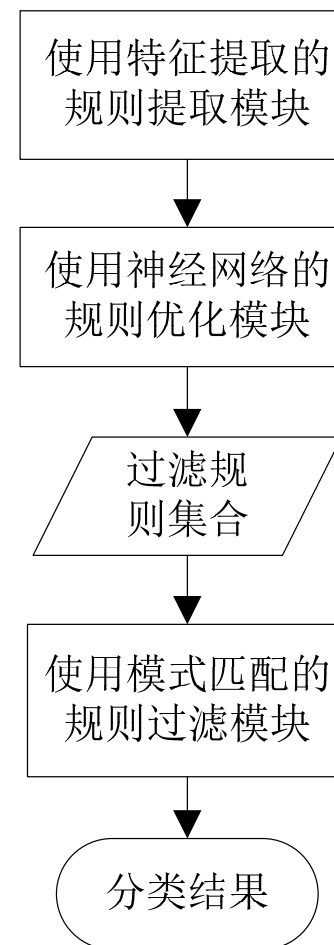 使用特征提取的
规则提取模块
使用神经网络的
规则优化模块
过滤规
则集合
使用模式匹配的
规则过滤模块
分类结果